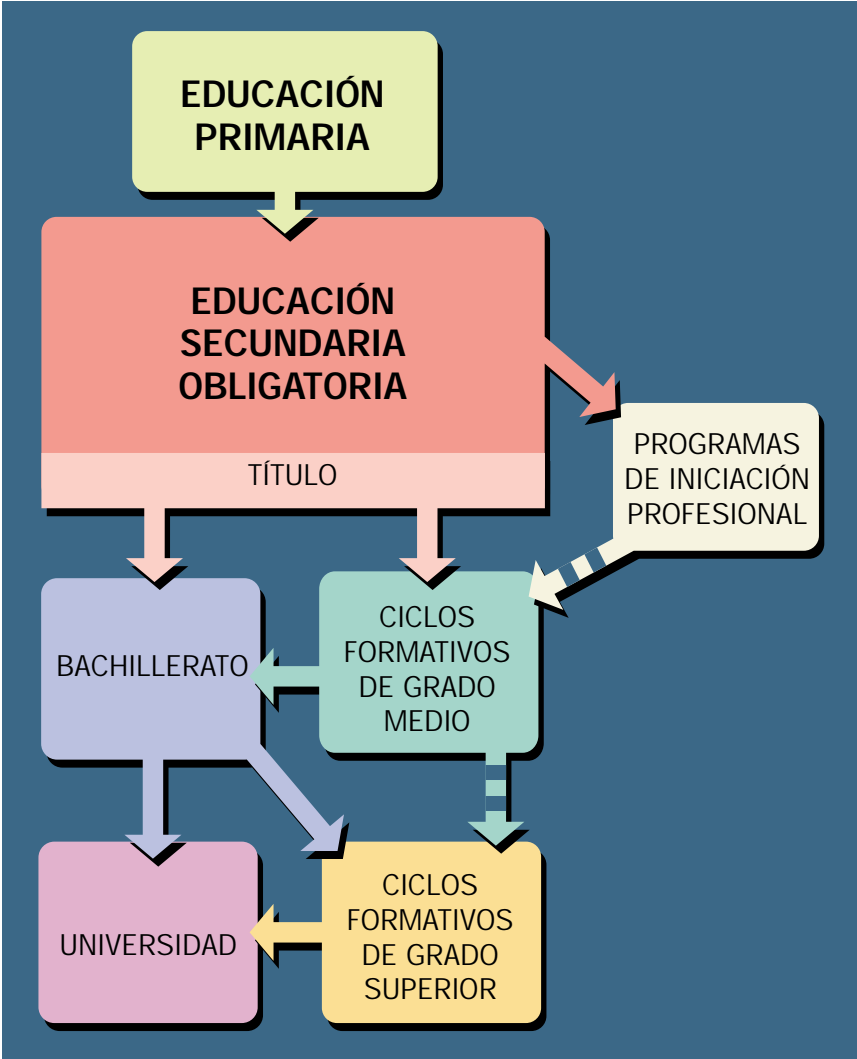 EDUCACIÓN
PRIMARIA
EDUCACIÓN
SECUNDARIA
OBLIGATORIA
TÍTULO
PROGRAMAS
DE INICIACIÓN
PROFESIONAL
BACHILLERATO
CICLOS
FORMATIVOS
DE GRADO
MEDIO
UNIVERSIDAD
CICLOS
FORMATIVOS
DE GRADO
SUPERIOR